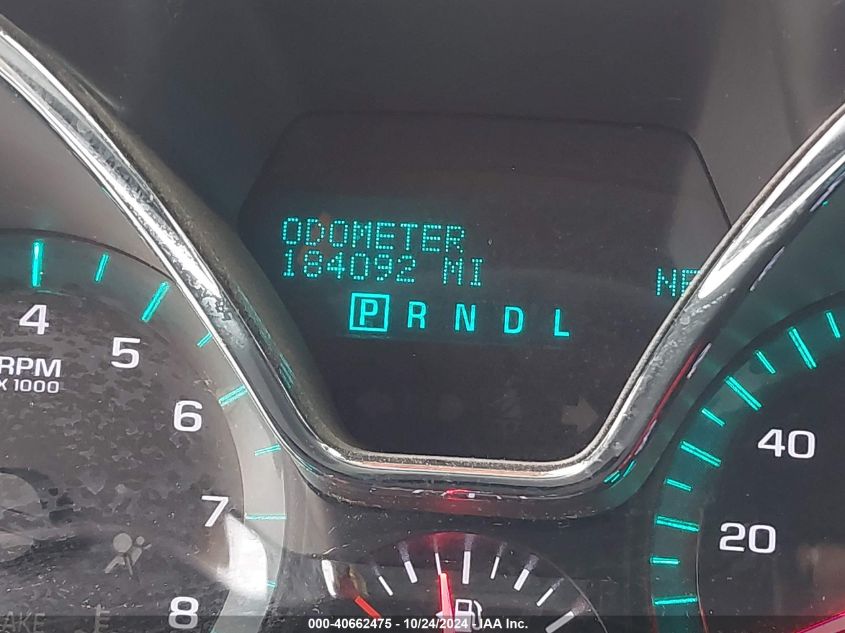 ODOMETER
184092 MI
P R N D L
4
5
RPM
X 1000
6
7
8
40
20
000-40662475 - 10/24/2024 - IAA Inc.